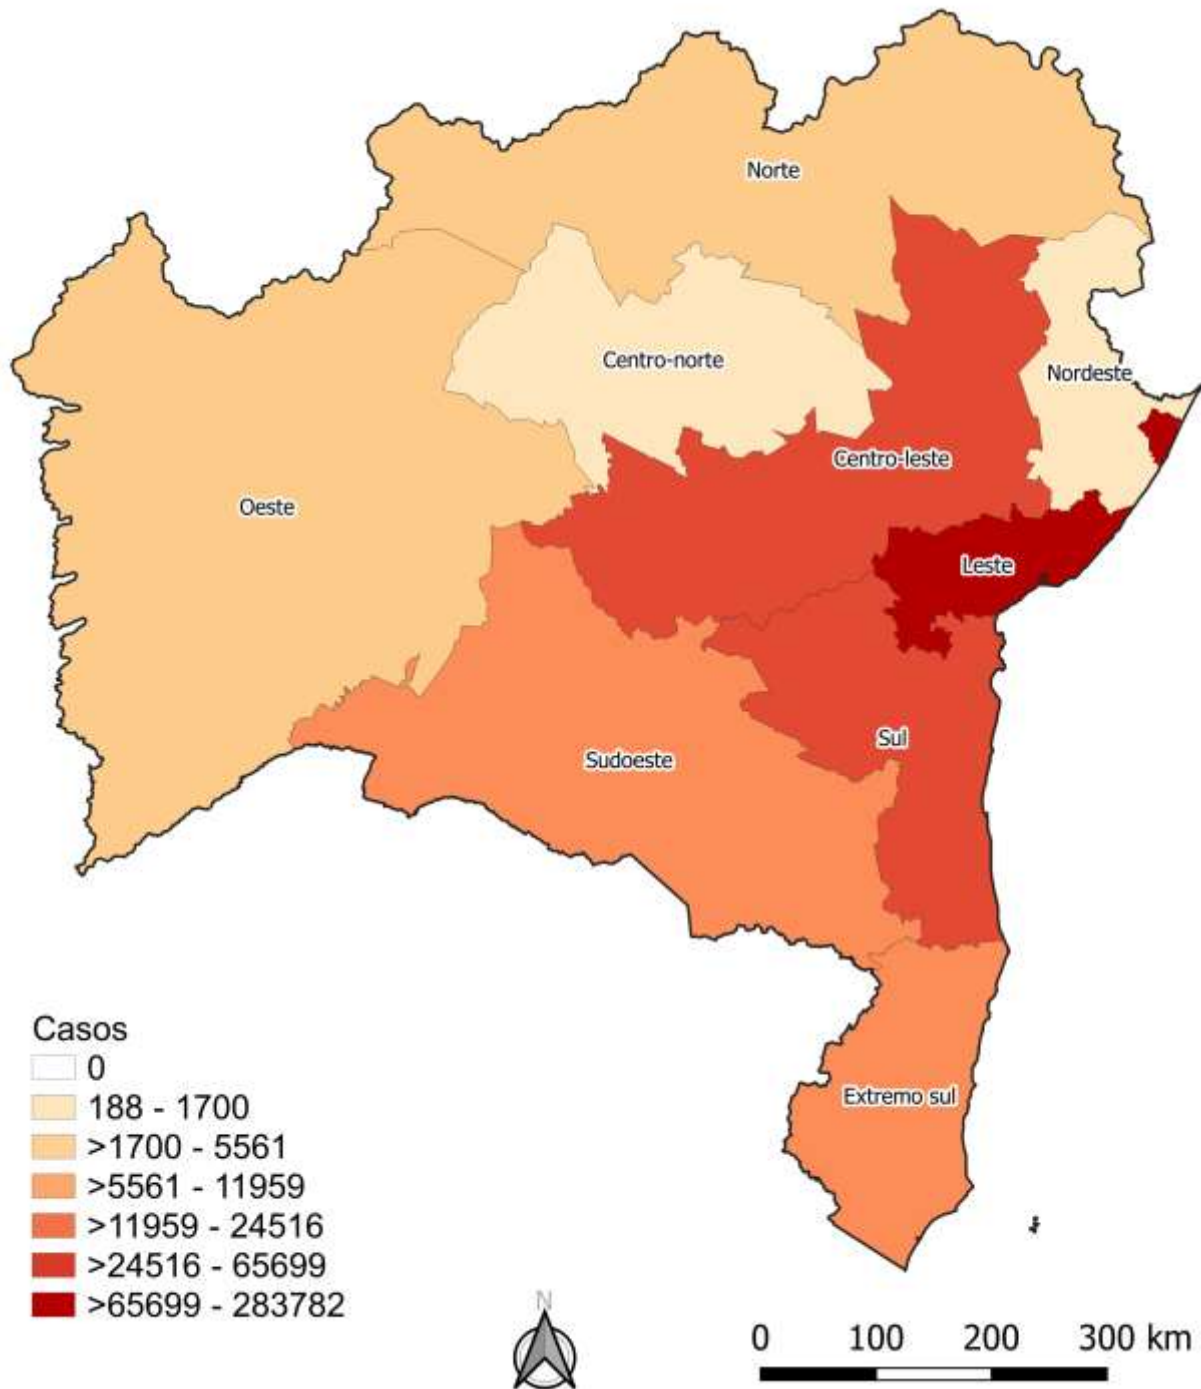 Norte
Centro-norte
Nordeste
Centro-leste
Oeste
Leste
Sul
Sudoeste
Extremo sul
Casos
0
188 - 1700
>1700 - 5561
>5561 - 11959
>11959 - 24516
>24516 - 65699
>65699 - 283782
N
0 100 200 300 km